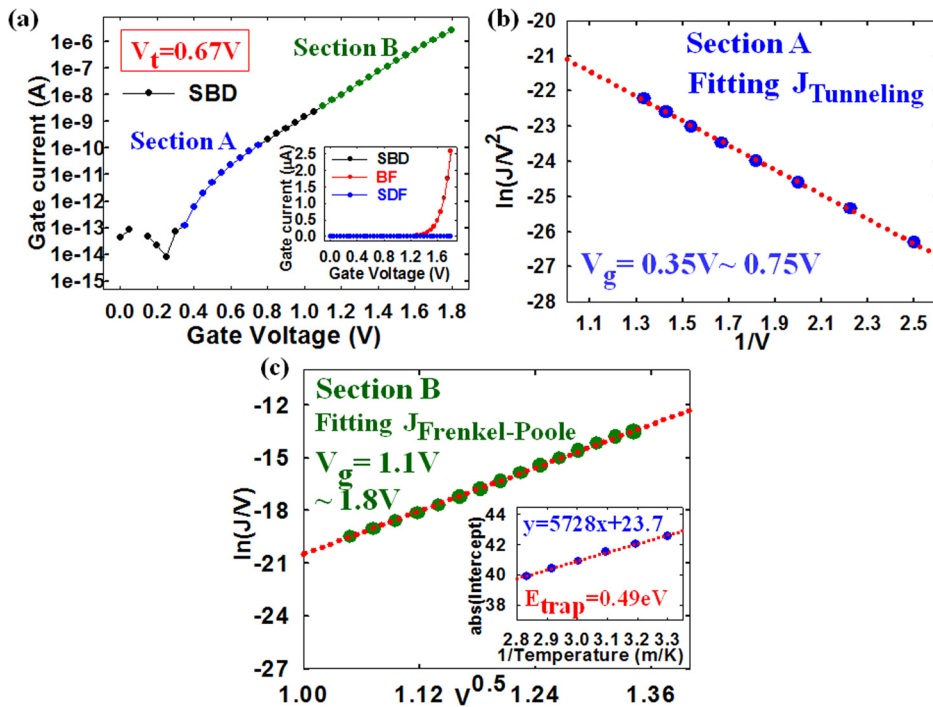 (a)
1e-6
1e-7
1e-8
1e-9
1e-10
1e-11
1e-12
1e-13
1e-14
1e-15
Gate current (A)
Vt=0.67V
SBD
Section A
Section B
2.5
2.0
1.5
1.0
0.5
0.0
Gate current (μA)
SBD
BF
SDF
0.0 0.4 0.8 1.2 1.6
Gate Voltage (V)
0.0 0.2 0.4 0.6 0.8 1.0 1.2 1.4 1.6 1.8
Gate Voltage (V)
(b)
-20
-21
-22
-23
-24
-25
-26
-27
-28
ln(J/V2)
Section A
Fitting JTunneling
Vg= 0.35V~ 0.75V
1.1 1.3 1.5 1.7 1.9 2.1 2.3 2.5
1/V
(c)
-12
-15
-18
-21
-24
-27
ln(J/V)
Section B
Fitting JFrenkel-Poole
Vg= 1.1V
~ 1.8V
44
42
40
38
abs(Intercept)
y=5728x+23.7
Etrap=0.49eV
2.8 2.9 3.0 3.1 3.2 3.3
1/Temperature (m/K)
1.00 1.12 1.24 1.36
V0.5